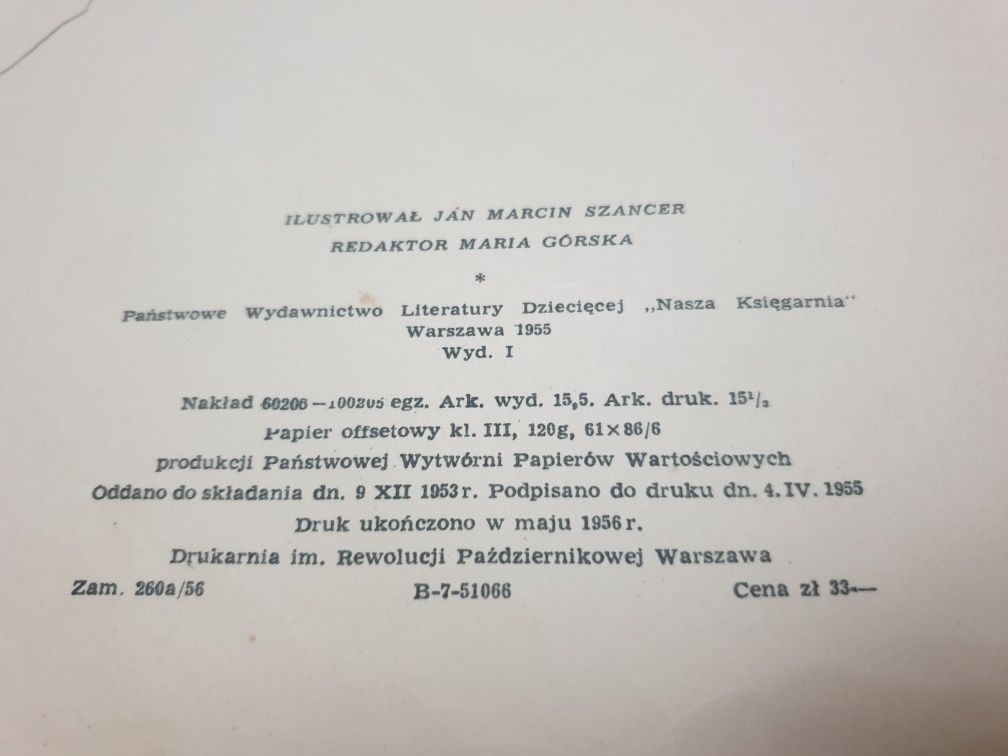 ILUSTROWAŁ JAN MARCIN SZANCER
REDAKTOR MARIA GÓRSKA
*
Państwowe Wydawnictwo Literatury Dziecięcej „Nasza Księgarnia"
Warszawa 1955
Wyd. I
Nakład 60206—100205 egz. Ark. wyd. 15,5. Ark. druk. 15¹/₃
Papier offsetowy kl. III, 120g, 61×86/6
produkcji Państwowej Wytwórni Papierów Wartościowych
Oddano do składania dn. 9 XII 1953 r. Podpisano do druku dn. 4. IV. 1955
Druk ukończono w maju 1956 r.
Drukarnia im. Rewolucji Październikowej Warszawa
Zam. 260a/56 B-7-51066 Cena zł 33.—